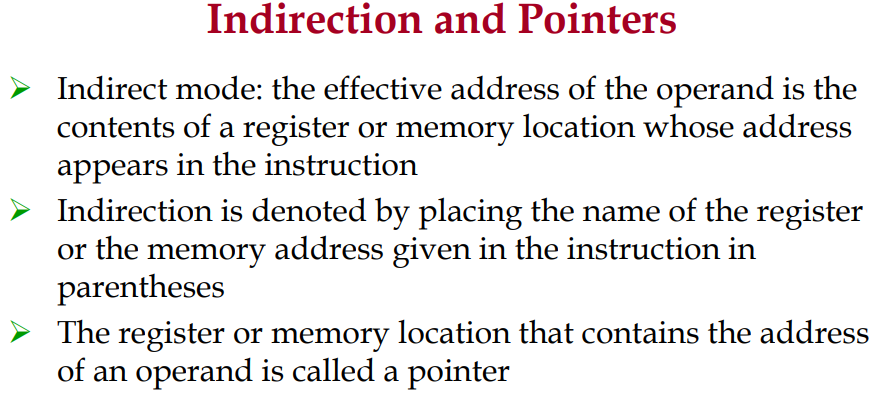 Indirection and Pointers
Indirect mode: the effective address of the operand is the
contents of a register or memory location whose address
appears in the instruction
Indirection is denoted by placing the name of the register
or the memory address given in the instruction in
parentheses
The register or memory location that contains the address
of an operand is called a pointer